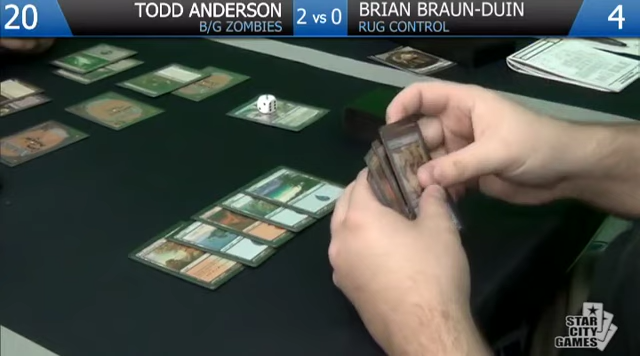 20
TODD ANDERSON
B/G ZOMBIES
2 vs 0
BRIAN BRAUN-DUIN
RUG CONTROL
4
STAR
CITY
GAMES